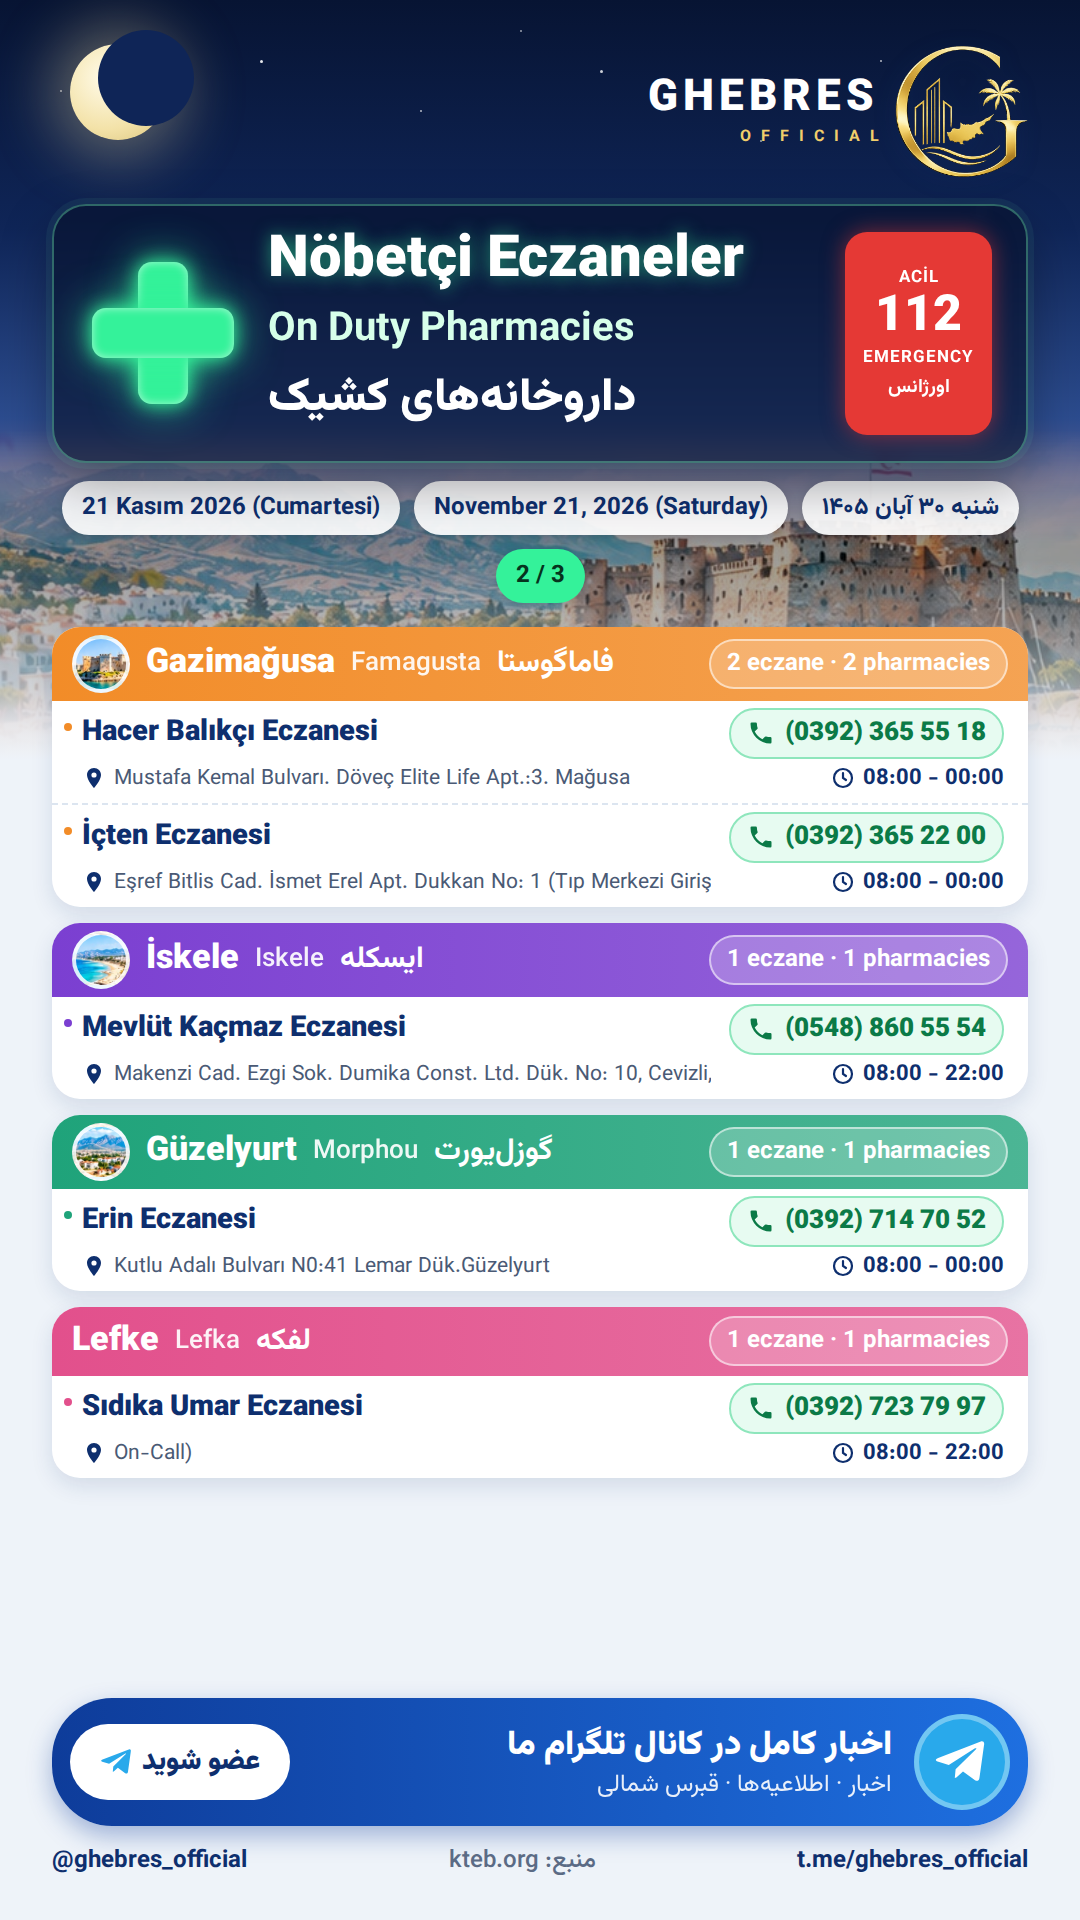 GHEBRES
OFFICIAL
Nöbetçi Eczaneler
On Duty Pharmacies
داروخانه‌های کشیک
ACİL
112
EMERGENCY
اورژانس
21 Kasım 2026 (Cumartesi)
November 21, 2026 (Saturday)
شنبه ۳۰ آبان ۱۴۰۵
2 / 3
Gazimağusa Famagusta فاماگوستا
2 eczane · 2 pharmacies
Hacer Balıkçı Eczanesi
(0392) 365 55 18
Mustafa Kemal Bulvarı. Döveç Elite Life Apt.:3. Mağusa
08:00 - 00:00
İçten Eczanesi
(0392) 365 22 00
Eşref Bitlis Cad. İsmet Erel Apt. Dukkan No: 1 (Tıp Merkezi Giriş
08:00 - 00:00
İskele Iskele ایسکله
1 eczane · 1 pharmacies
Mevlüt Kaçmaz Eczanesi
(0548) 860 55 54
Makenzi Cad. Ezgi Sok. Dumika Const. Ltd. Dük. No: 10, Cevizli,
08:00 - 22:00
Güzelyurt Morphou گوزل‌یورت
1 eczane · 1 pharmacies
Erin Eczanesi
(0392) 714 70 52
Kutlu Adalı Bulvarı N0:41 Lemar Dük.Güzelyurt
08:00 - 00:00
Lefke Lefka لفکه
1 eczane · 1 pharmacies
Sıdıka Umar Eczanesi
(0392) 723 79 97
On-Call)
08:00 - 22:00
اخبار کامل در کانال تلگرام ما
اخبار · اطلاعیه‌ها · قبرس شمالی
عضو شوید
@ghebres_official
منبع: kteb.org
t.me/ghebres_official